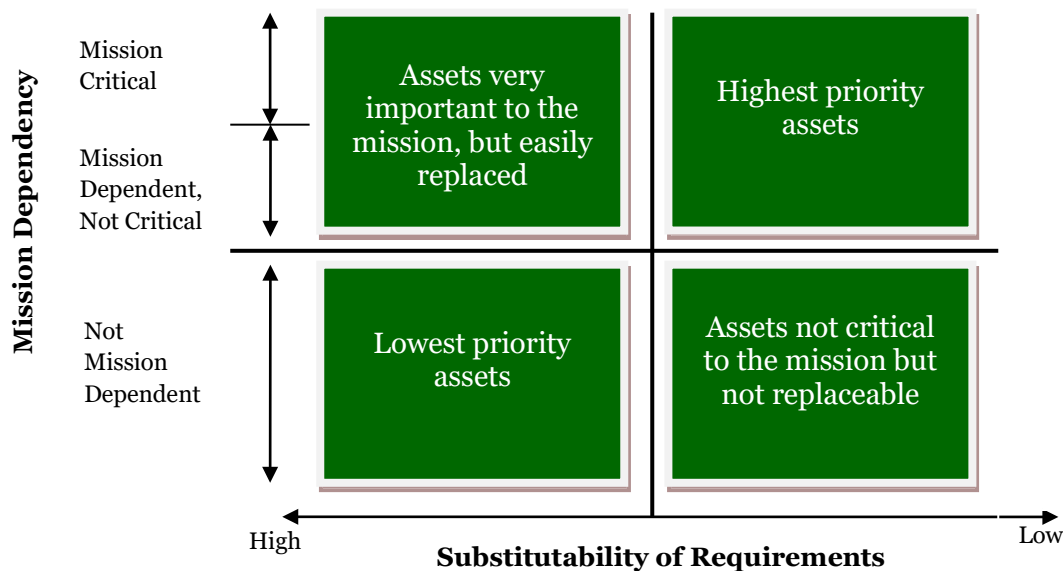 Mission Dependency
Mission
Critical
Mission
Dependent,
Not Critical
Not
Mission
Dependent
Assets very
important to the
mission, but easily
replaced
Highest priority
assets
Lowest priority
assets
Assets not critical
to the mission but
not replaceable
High
Low
Substitutability of Requirements